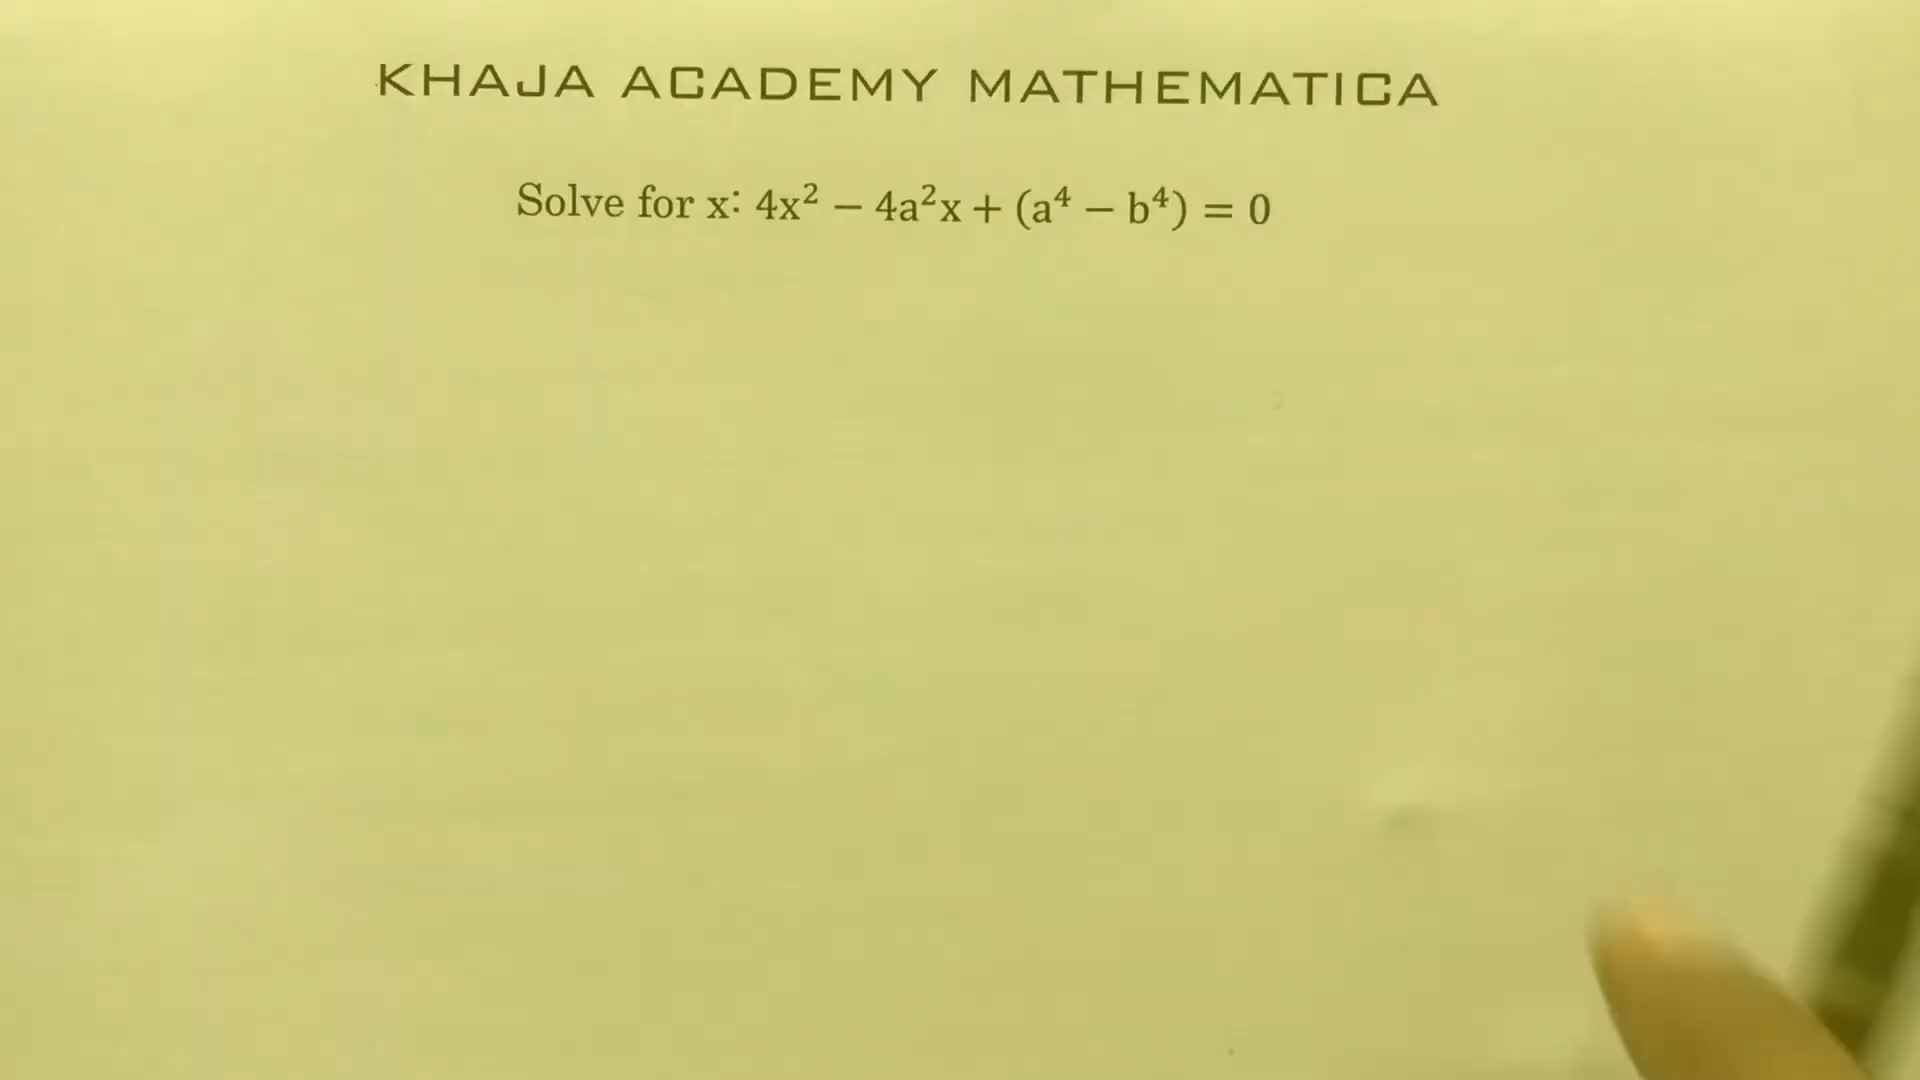 KHAJA ACADEMY MATHEMATICA
Solve for x: 4x² − 4a²x + (a⁴ − b⁴) = 0